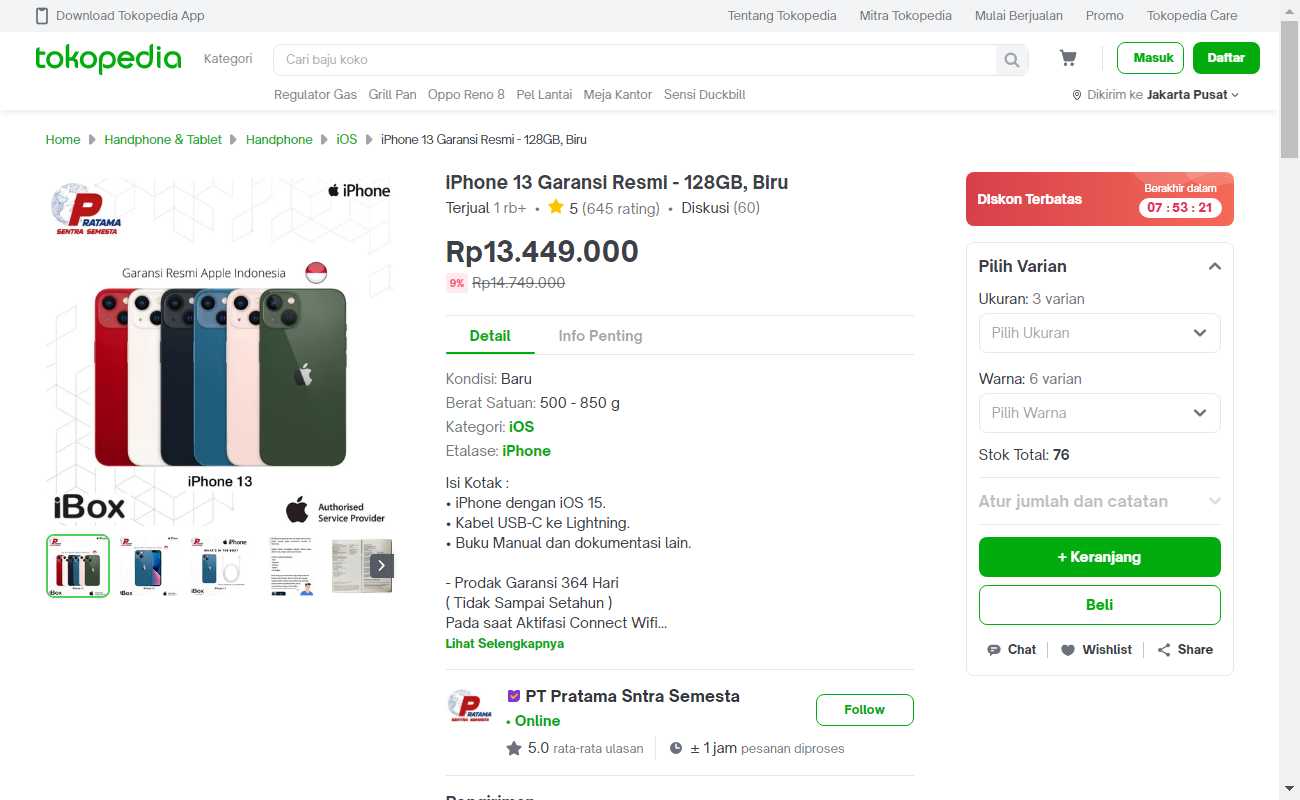 Download Tokopedia App
Tentang Tokopedia Mitra Tokopedia Mulai Berjualan Promo Tokopedia Care
tokopedia
Kategori
Cari baju koko
Masuk
Daftar
Regulator Gas Grill Pan Oppo Reno 8 Pel Lantai Meja Kantor Sensi Duckbill
Dikirim ke Jakarta Pusat
Home Handphone & Tablet Handphone iOS iPhone 13 Garansi Resmi - 128GB, Biru
PRATAMA
SENTRA SEMESTA
iPhone
Garansi Resmi Apple Indonesia
iPhone 13
iBox
Authorised
Service Provider
iPhone 13 Garansi Resmi - 128GB, Biru
Terjual 1 rb+ • 5 (645 rating) • Diskusi (60)
Rp13.449.000
9% Rp14.749.000
Detail
Info Penting
Kondisi: Baru
Berat Satuan: 500 - 850 g
Kategori: iOS
Etalase: iPhone
Isi Kotak :
• iPhone dengan iOS 15.
• Kabel USB-C ke Lightning.
• Buku Manual dan dokumentasi lain.
- Prodak Garansi 364 Hari
( Tidak Sampai Setahun )
Pada saat Aktifasi Connect Wifi...
Lihat Selengkapnya
PRATAMA
SENTRA SEMESTA
PT Pratama Sntra Semesta
• Online
Follow
5.0 rata-rata ulasan
± 1 jam pesanan diproses
Diskon Terbatas
Berakhir dalam
07 : 53 : 21
Pilih Varian
Ukuran: 3 varian
Pilih Ukuran
Warna: 6 varian
Pilih Warna
Stok Total: 76
Atur jumlah dan catatan
+ Keranjang
Beli
Chat
Wishlist
Share
Pengiriman